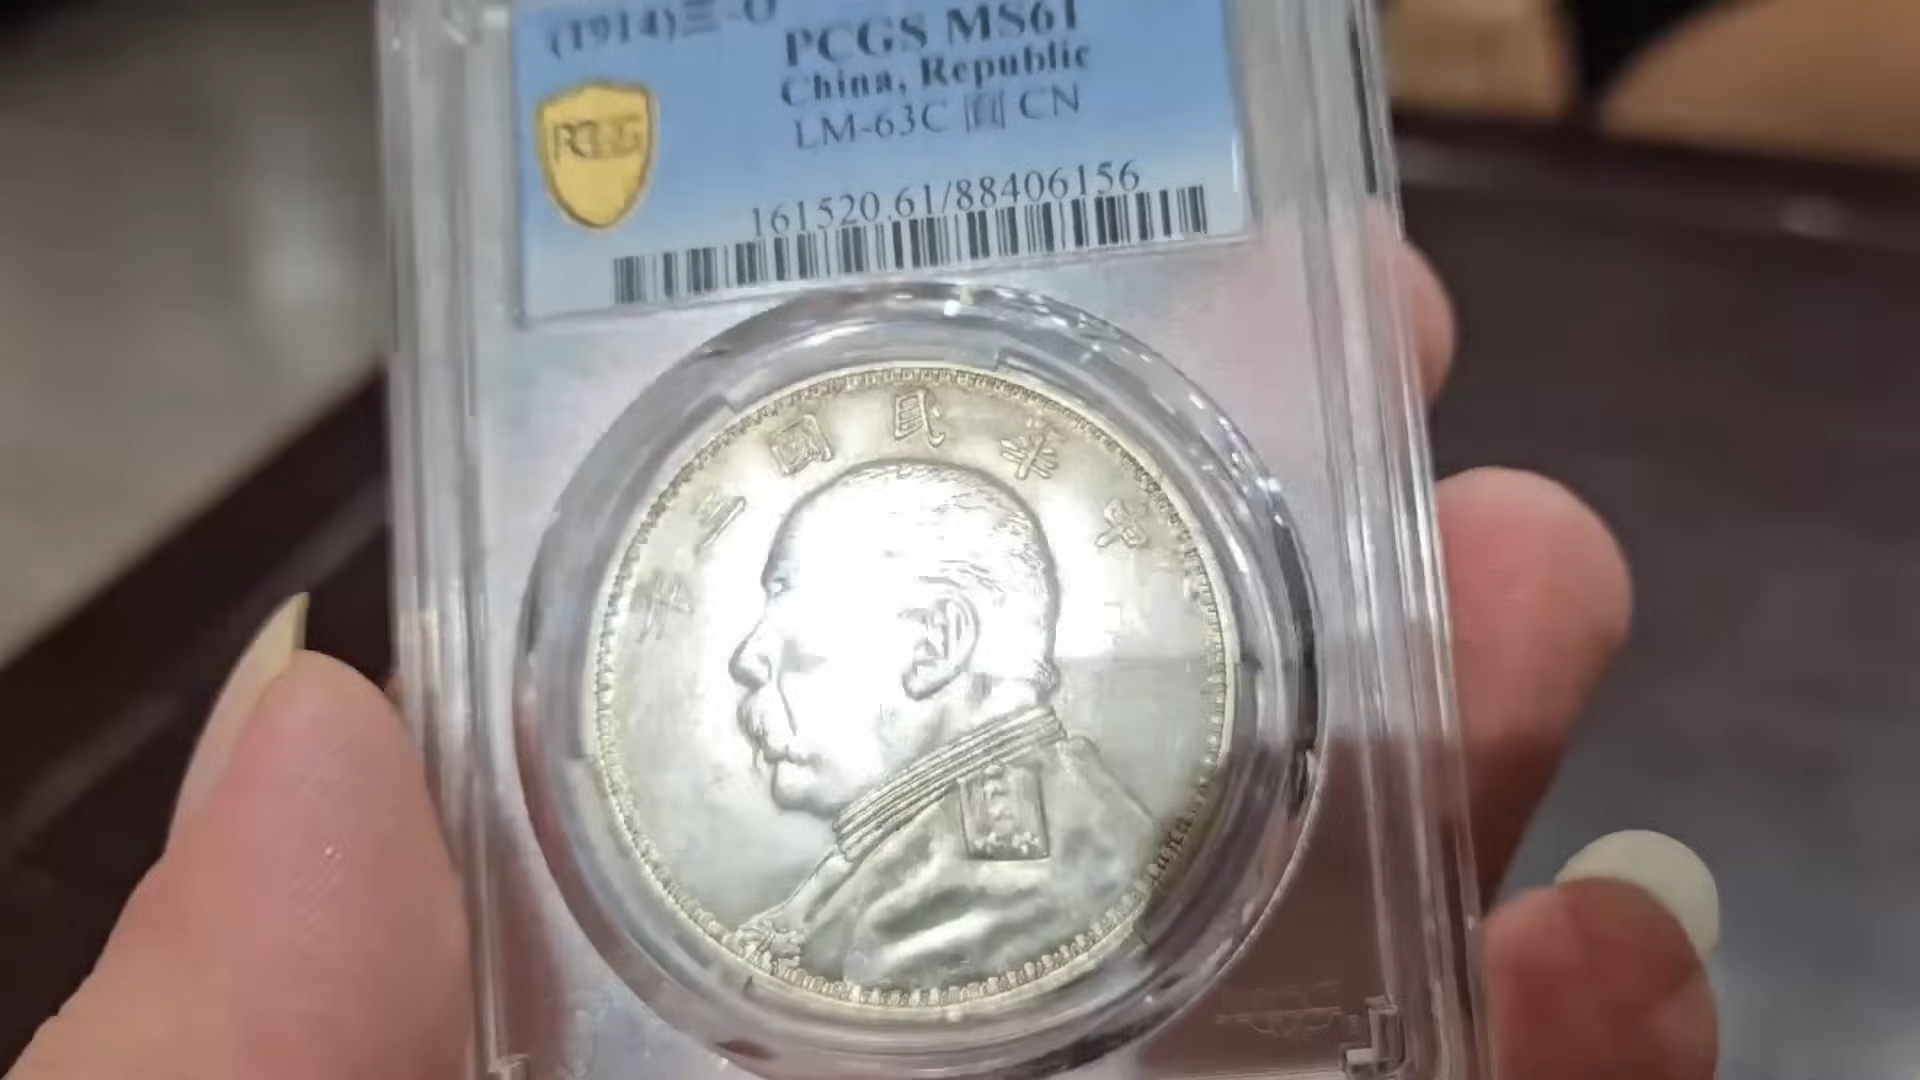 (1914)三-O
PCGS MS61
China, Republic
LM-63C 圓 CN
PCGS
161520.61/88406156
中華民國三年